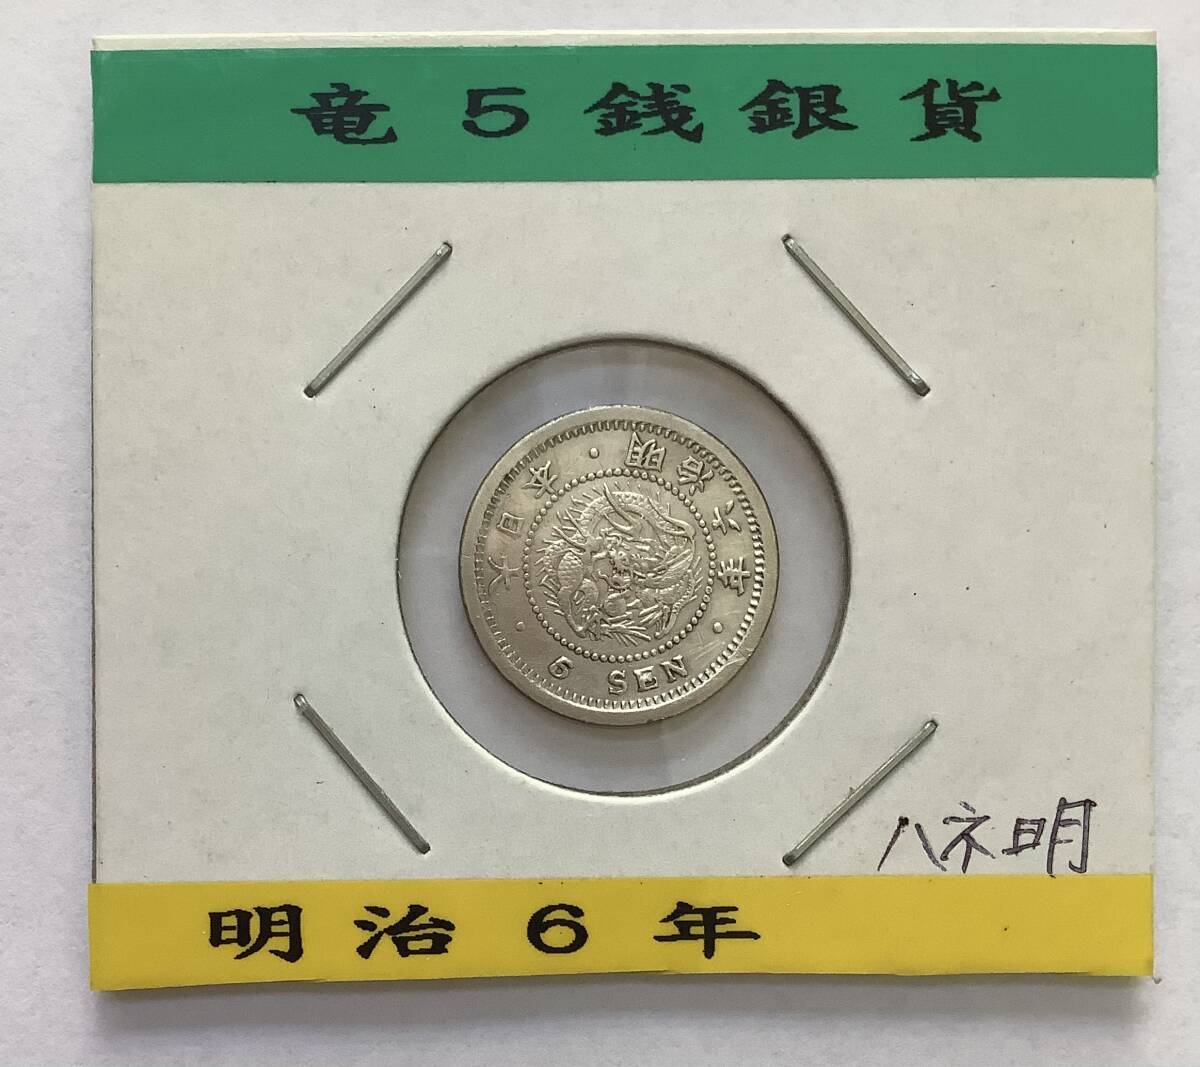 竜5銭銀貨
大日本・明治六年・
5 SEN
ハネ明
明治6年